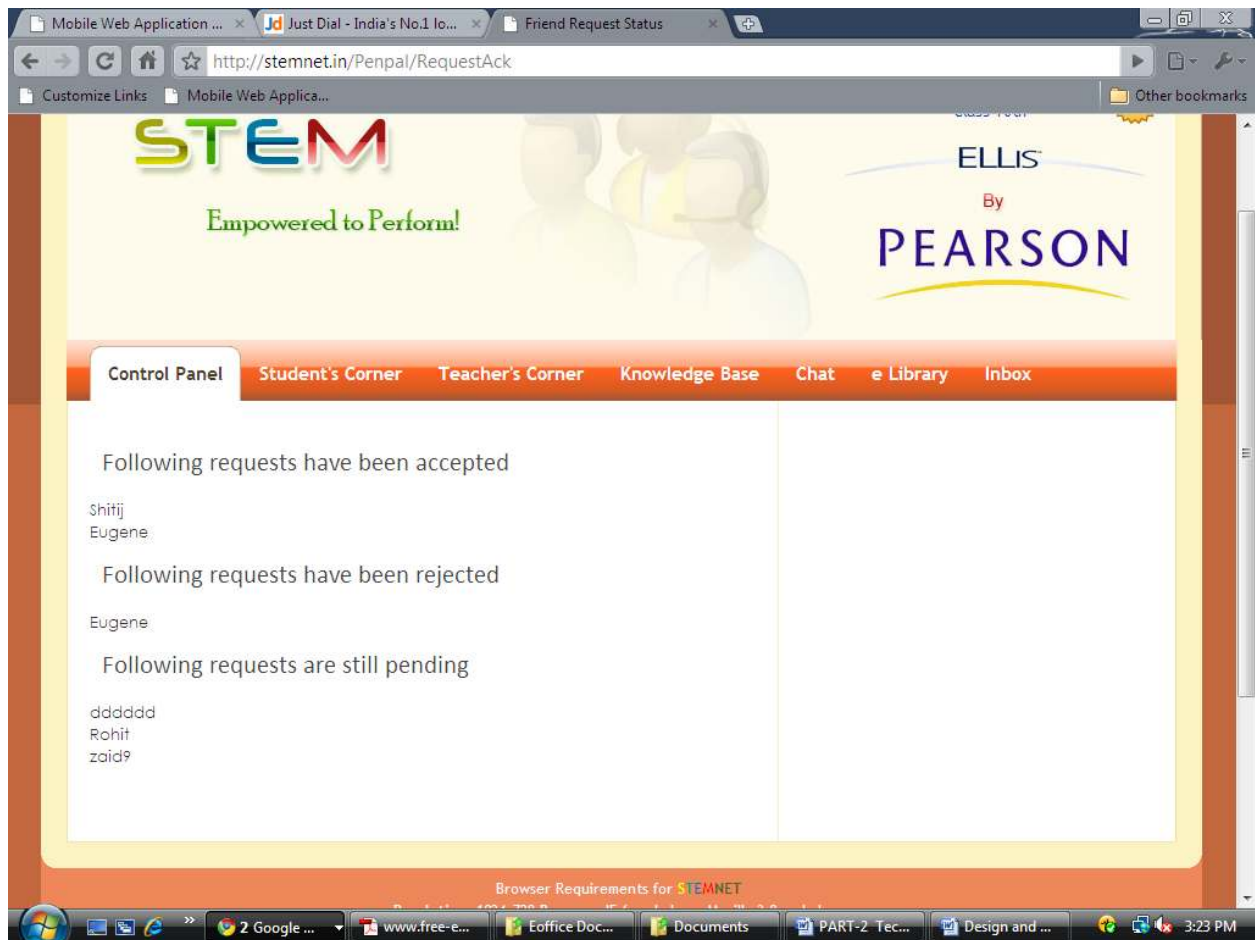 Mobile Web Application ...
Jd Just Dial - India's No.1 lo...
Friend Request Status
http://stemnet.in/Penpal/RequestAck
Customize Links
Mobile Web Applica...
Other bookmarks
STEM
Empowered to Perform!
ELLIS
By
PEARSON
Control Panel
Student's Corner
Teacher's Corner
Knowledge Base
Chat
e Library
Inbox
Following requests have been accepted
Shitij
Eugene
Following requests have been rejected
Eugene
Following requests are still pending
dddddd
Rohit
zaid9
Browser Requirements for STEMNET
2 Google ...
www.free-e...
Eoffice Doc...
Documents
PART-2 Tec...
Design and ...
3:23 PM